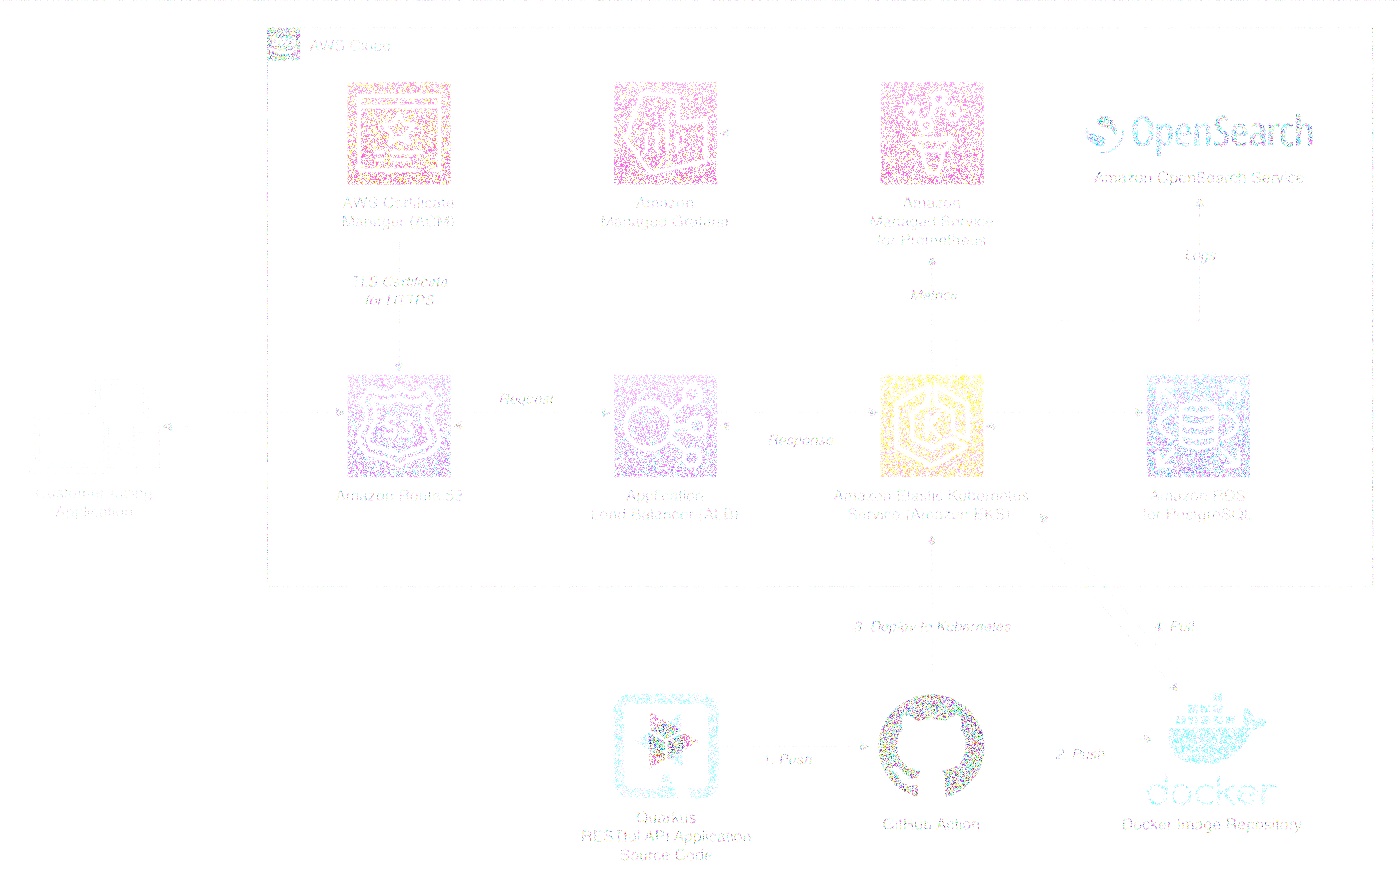 AWS Cloud
OpenSearch
Amazon OpenSearch Service
AWS Certificate
Manager (ACM)
Amazon
Managed Grafana
Amazon
Managed Service
for Prometheus
TLS Certificate
for HTTPS
Metrics
Logs
Request
Response
Amazon Route 53
Application
Load Balancer (ALB)
Amazon Elastic Kubernetes
Service (Amazon EKS)
Amazon RDS
for PostgreSQL
Application
3. Deploy to Kubernetes
4. Pull
1. Push
2. Push
docker
Quarkus
RESTful API Application
Source Code
GitHub Action
Docker Image Repository